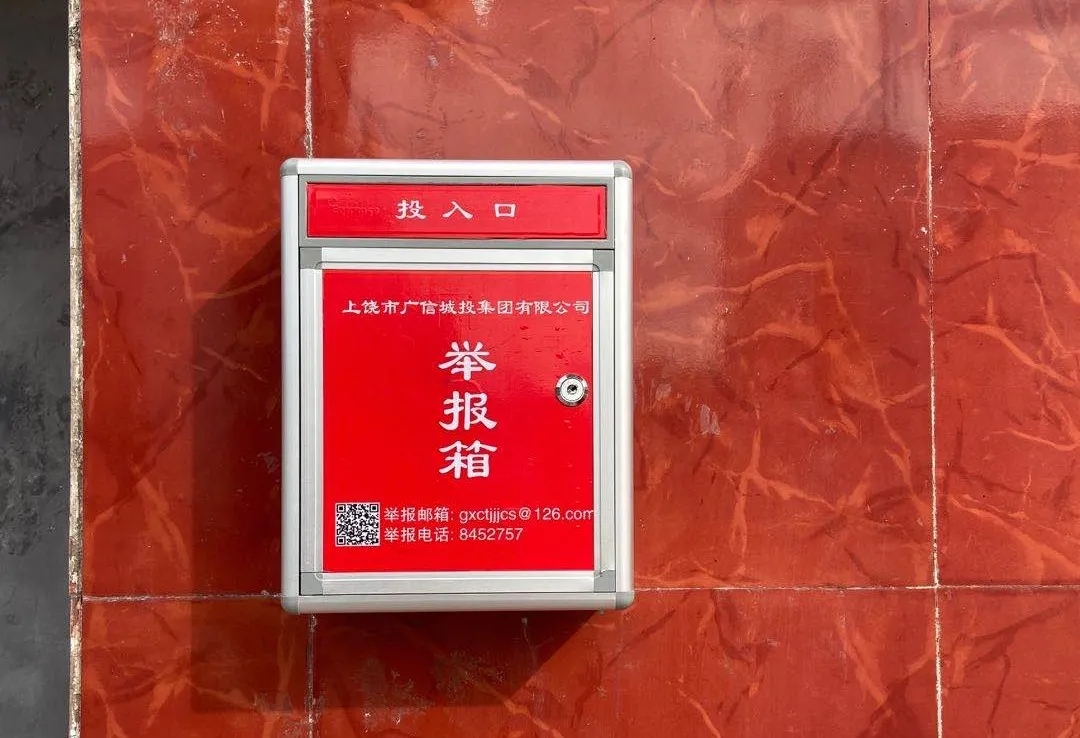 投入口
上饶市广信城投集团有限公司
举报箱
举报邮箱: gxctjjjcs@126.com
举报电话: 8452757